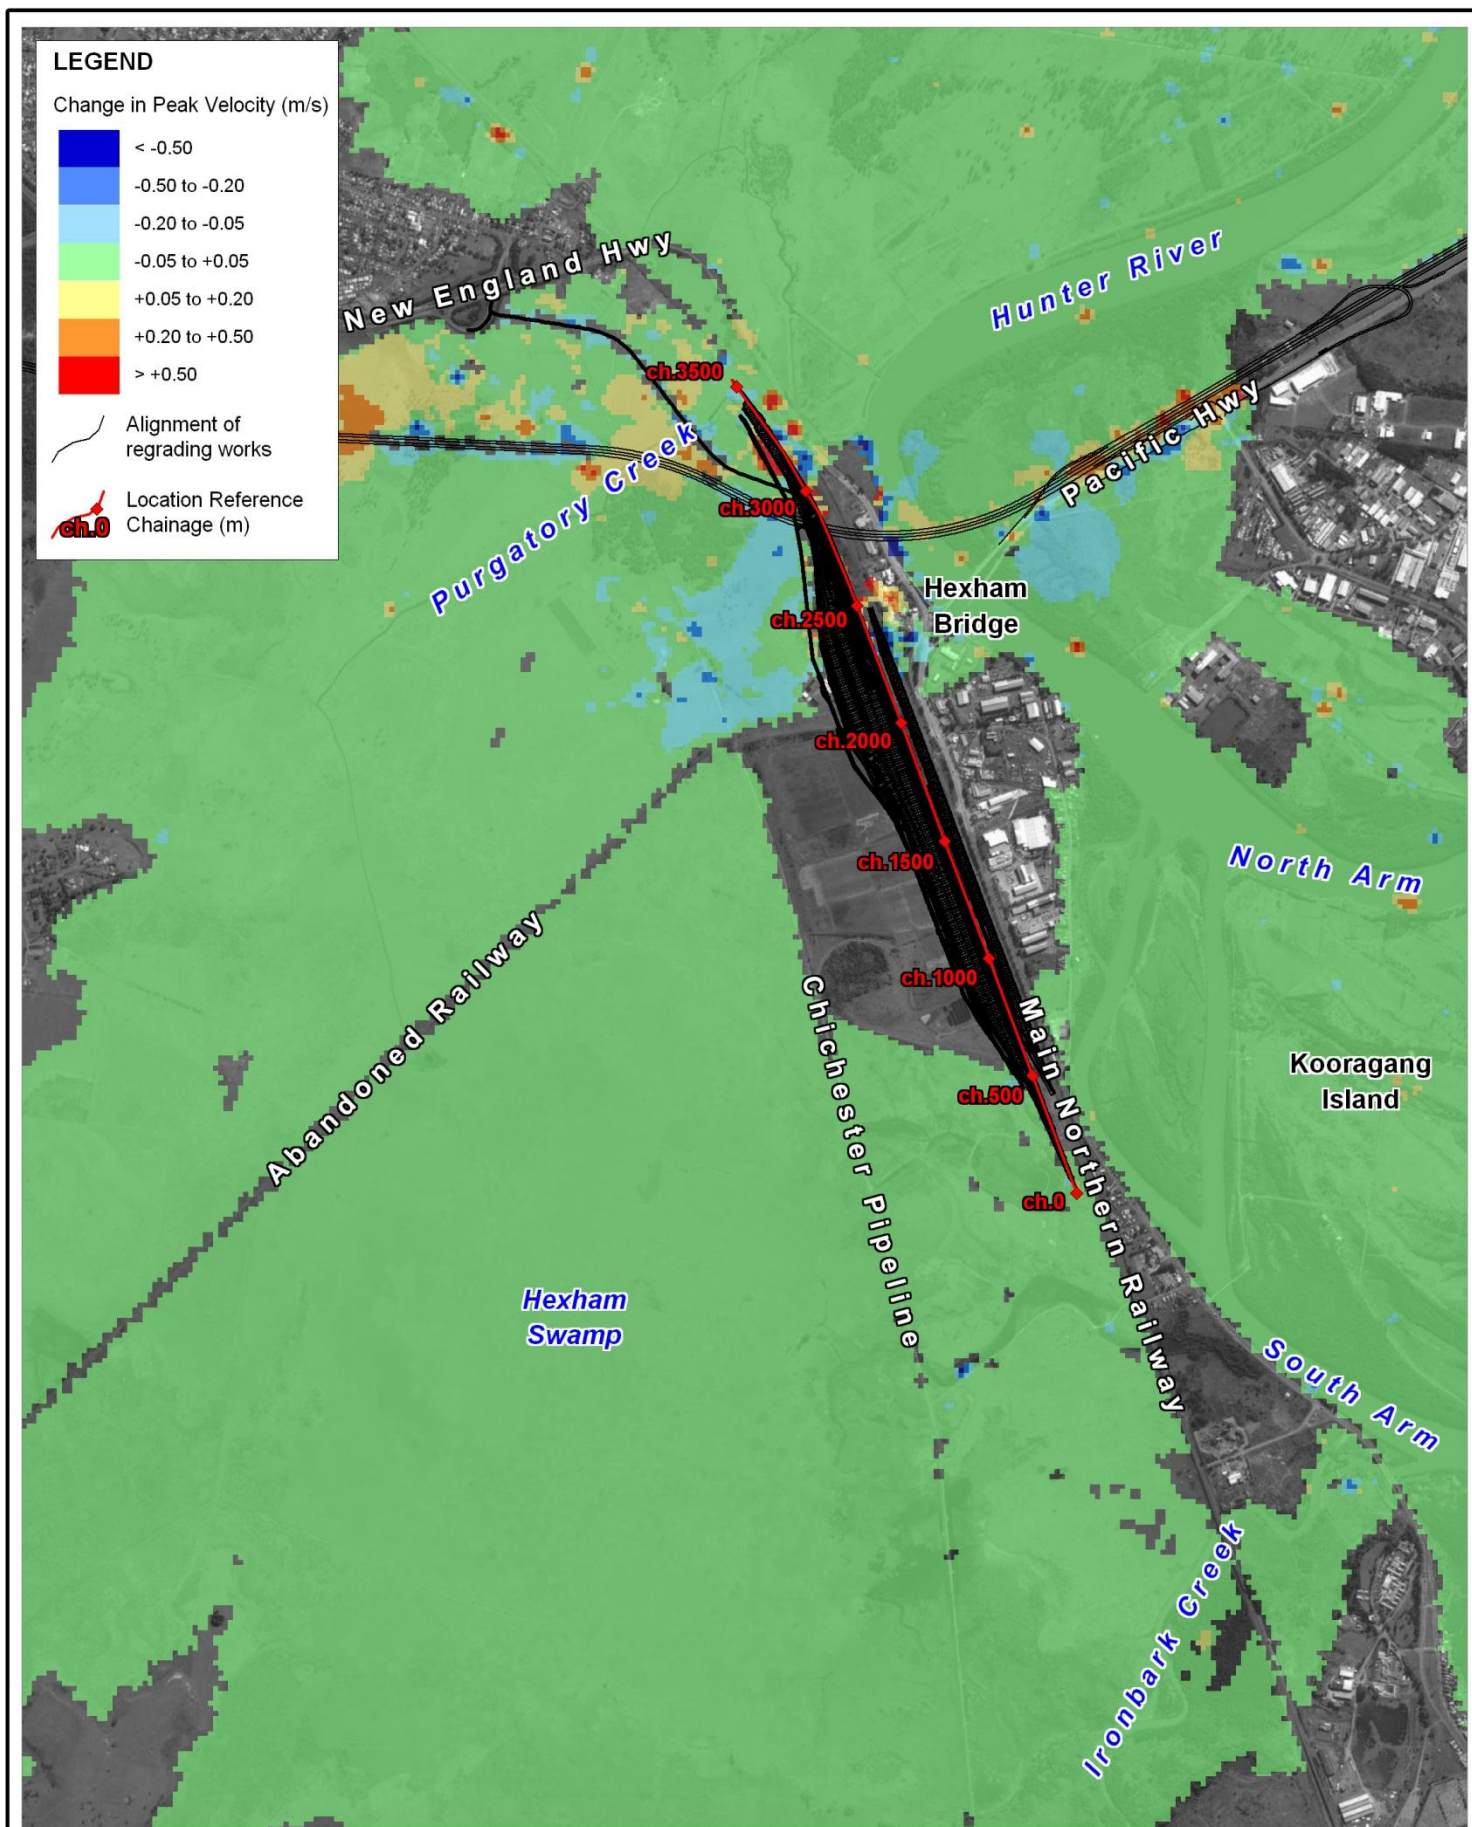 LEGEND
Change in Peak Velocity (m/s)
< -0.50
-0.50 to -0.20
-0.20 to -0.05
-0.05 to +0.05
+0.05 to +0.20
+0.20 to +0.50
> +0.50
Alignment of
regrading works
Location Reference
Chainage (m)
ch.0
New England Hwy
Hunter River
ch.3500
Pacific Hwy
Purgatory Creek
ch.3000
Hexham
Bridge
ch.2500
ch.2000
ch.1500
North Arm
Abandoned Railway
ch.1000
Chichester Pipeline
Main Northern Railway
Kooragang
Island
ch.500
ch.0
Hexham
Swamp
South Arm
Ironbark Creek